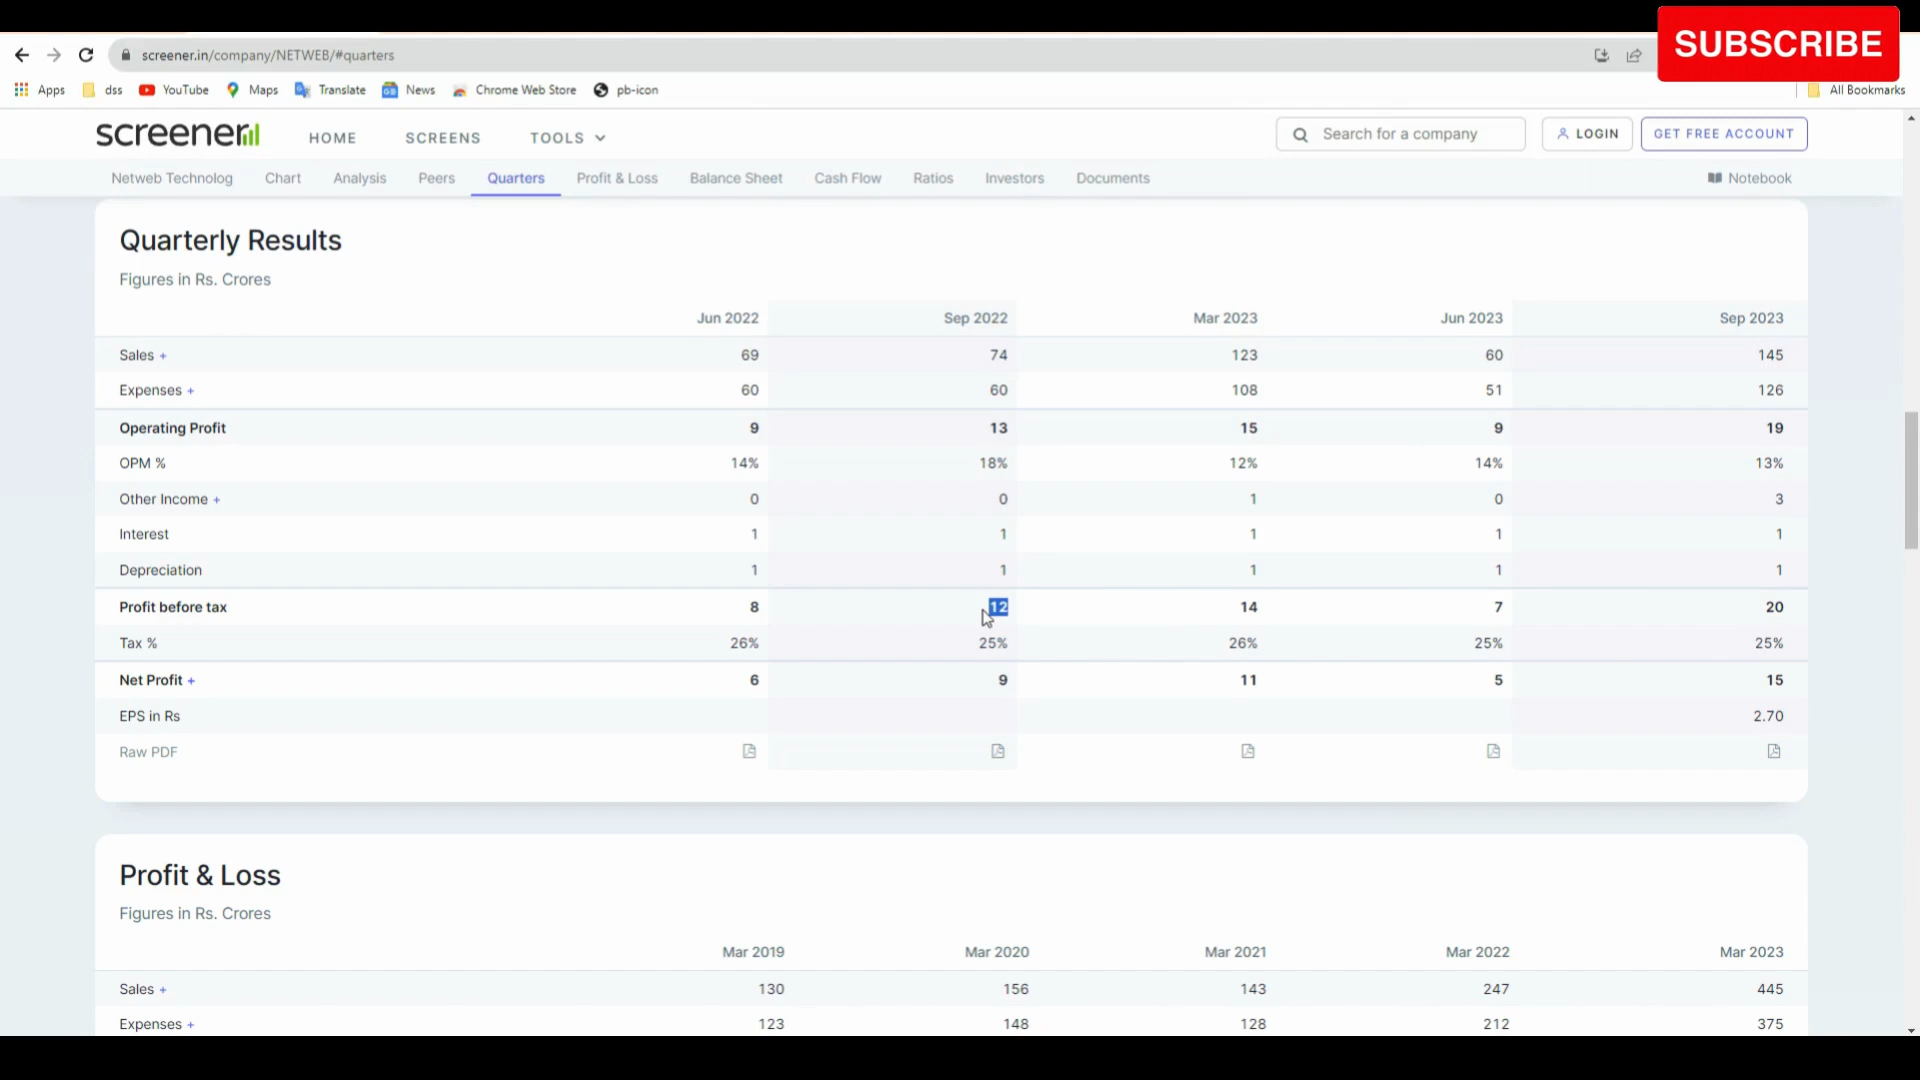 SUBSCRIBE
screener.in/company/NETWEB/#quarters
Apps dss YouTube Maps Translate News Chrome Web Store pb-icon All Bookmarks
screener HOME SCREENS TOOLS Search for a company LOGIN GET FREE ACCOUNT
Netweb Technolog Chart Analysis Peers Quarters Profit & Loss Balance Sheet Cash Flow Ratios Investors Documents Notebook
Quarterly Results
Figures in Rs. Crores
Jun 2022 Sep 2022 Mar 2023 Jun 2023 Sep 2023
Sales + 69 74 123 60 145
Expenses + 60 60 108 51 126
Operating Profit 9 13 15 9 19
OPM % 14% 18% 12% 14% 13%
Other Income + 0 0 1 0 3
Interest 1 1 1 1 1
Depreciation 1 1 1 1 1
Profit before tax 8 12 14 7 20
Tax % 26% 25% 26% 25% 25%
Net Profit + 6 9 11 5 15
EPS in Rs 2.70
Raw PDF
Profit & Loss
Figures in Rs. Crores
Mar 2019 Mar 2020 Mar 2021 Mar 2022 Mar 2023
Sales + 130 156 143 247 445
Expenses + 123 148 128 212 375